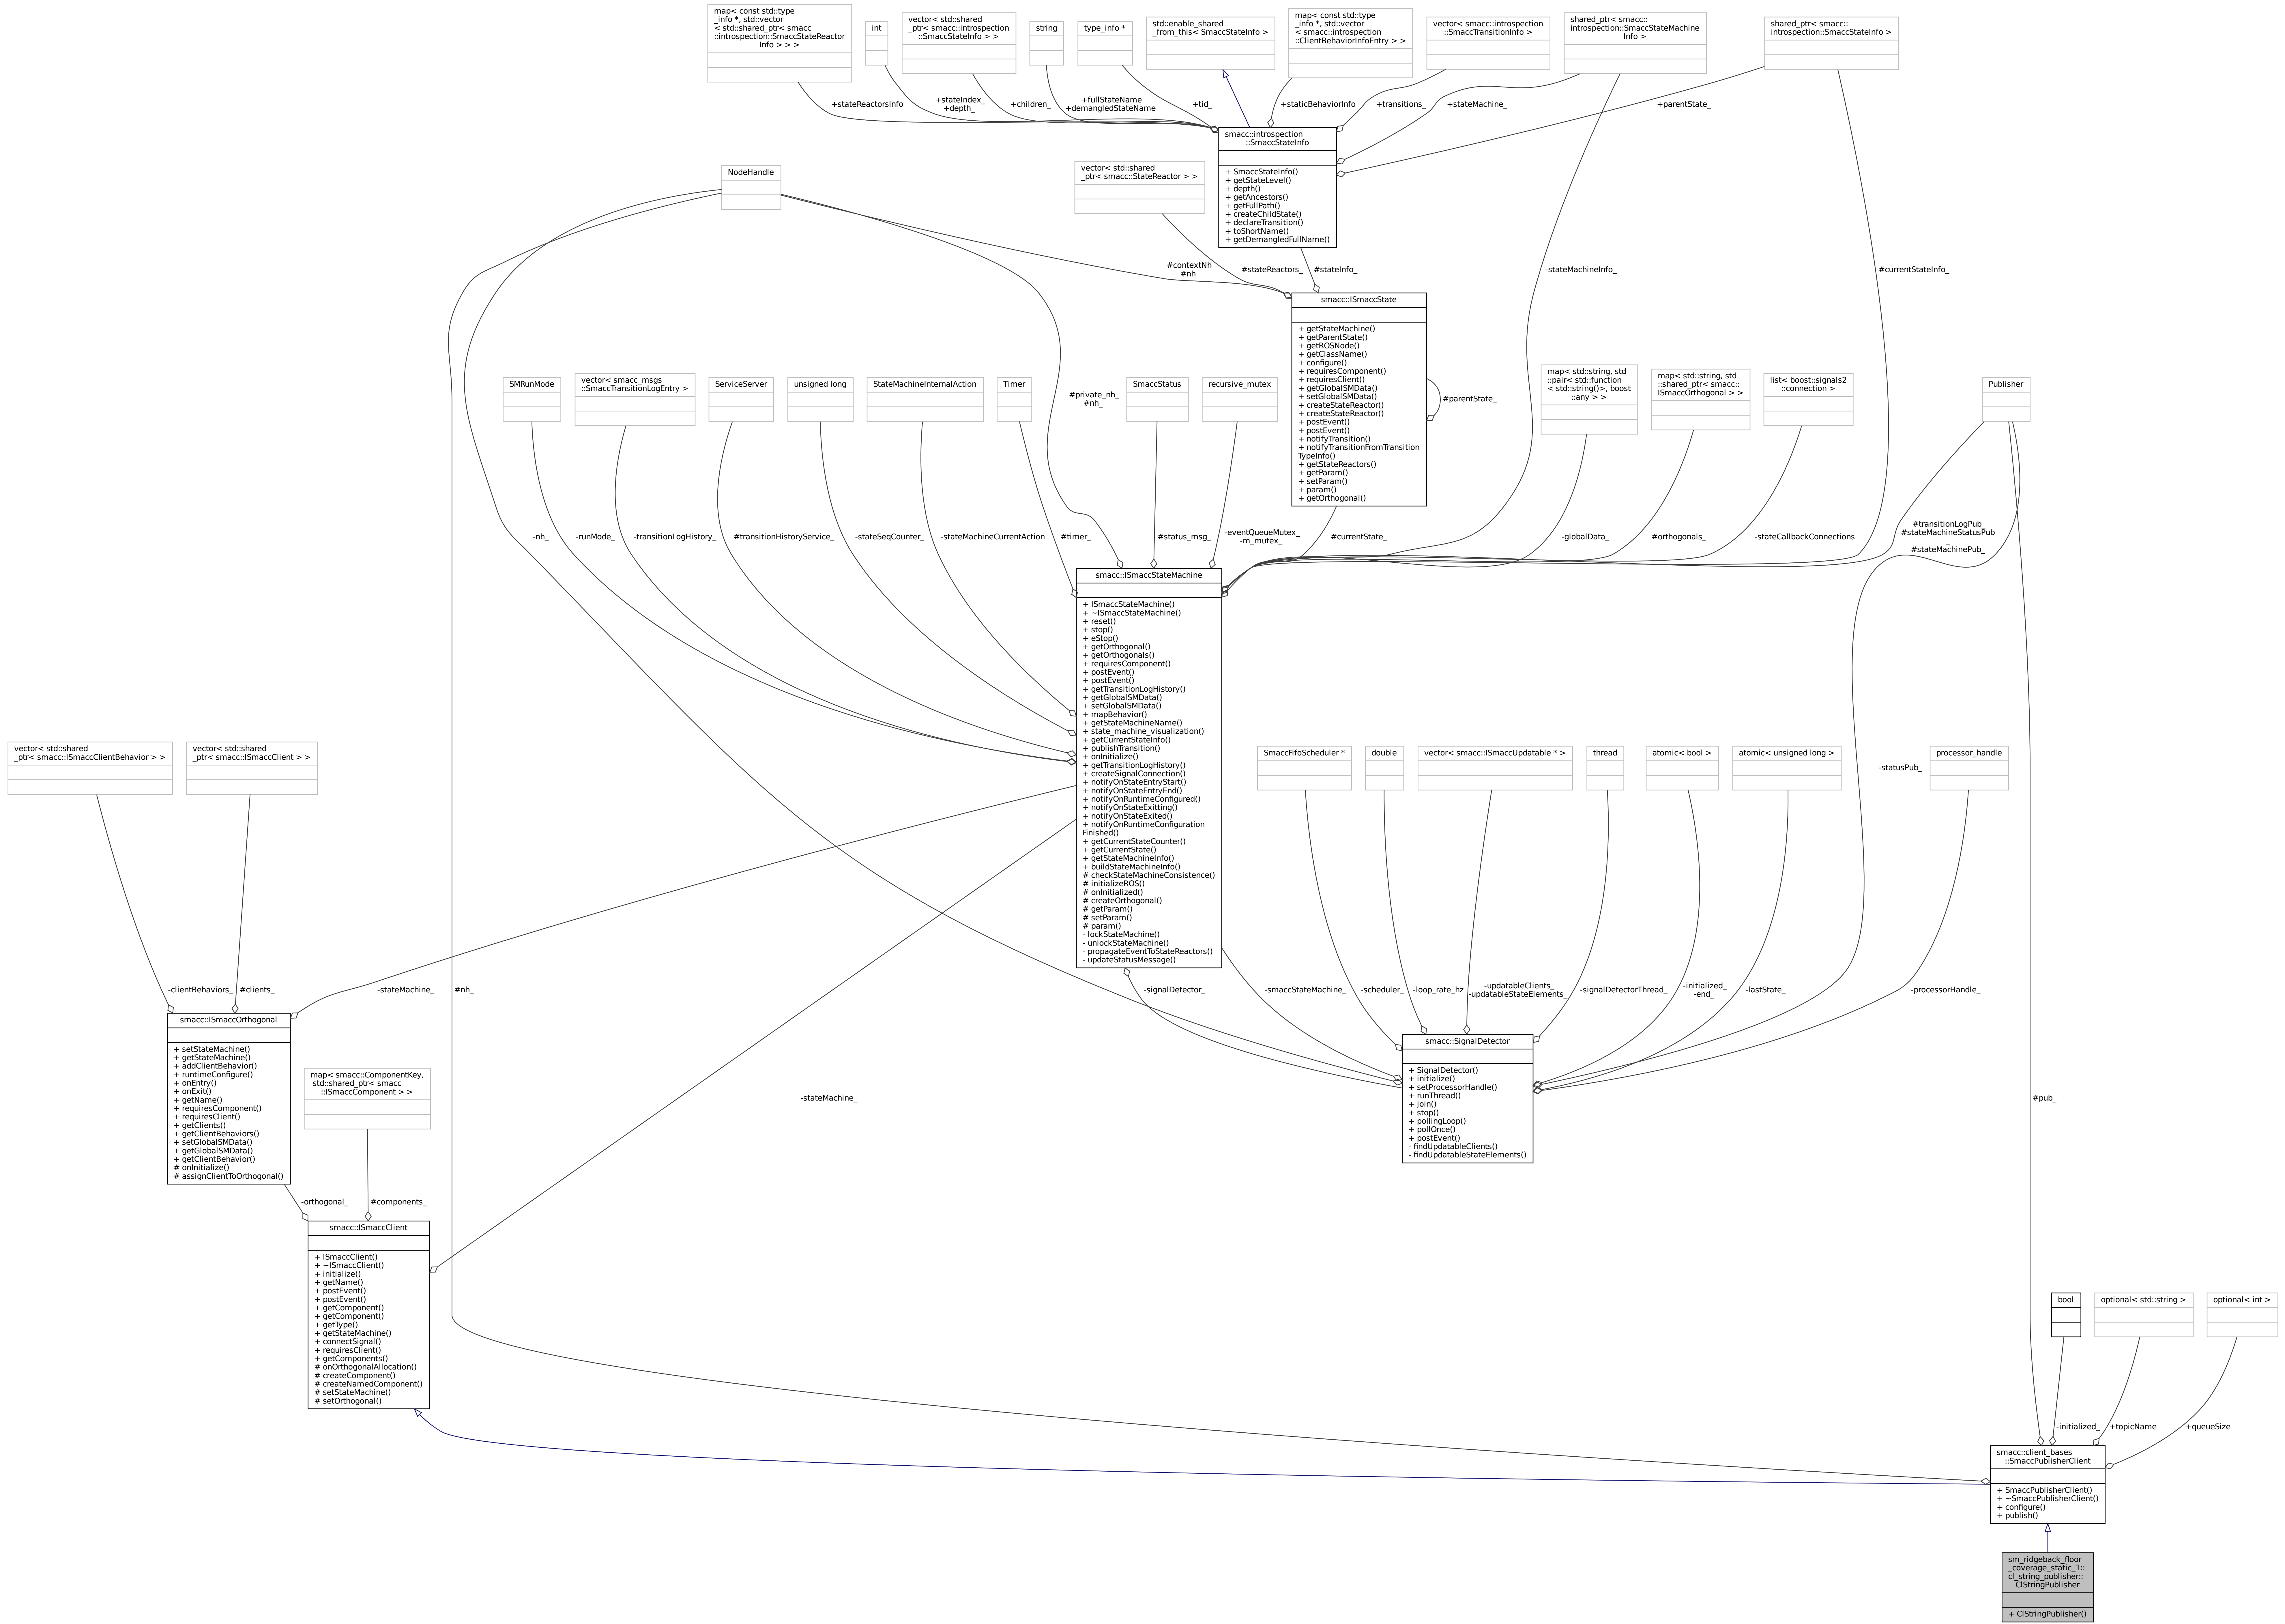 map< const std::type
_info *, std::vector
< std::shared_ptr< smacc
::introspection::SmaccStateReactor
Info > > >
int
vector< std::shared
_ptr< smacc::introspection
::SmaccStateInfo > >
string
type_info *
std::enable_shared
_from_this< SmaccStateInfo >
map< const std::type
_info *, std::vector
< smacc::introspection
::ClientBehaviorInfoEntry > >
vector< smacc::introspection
::SmaccTransitionInfo >
shared_ptr< smacc::
introspection::SmaccStateMachine
Info >
shared_ptr< smacc::
introspection::SmaccStateInfo >
+stateReactorsInfo
+stateIndex_
+depth_
+children_
+fullStateName
+demangledStateName
+tid_
+staticBehaviorInfo
+transitions_
+stateMachine_
+parentState_
smacc::introspection
::SmaccStateInfo
+ SmaccStateInfo()
+ getStateLevel()
+ depth()
+ getAncestors()
+ getFullPath()
+ createChildState()
+ declareTransition()
+ toShortName()
+ getDemangledFullName()
NodeHandle
vector< std::shared
_ptr< smacc::StateReactor > >
#contextNh
#nh
#stateReactors_
#stateInfo_
-stateMachineInfo_
#currentStateInfo_
smacc::ISmaccState
+ getStateMachine()
+ getParentState()
+ getROSNode()
+ getClassName()
+ configure()
+ requiresComponent()
+ requiresClient()
+ getGlobalSMData()
+ setGlobalSMData()
+ createStateReactor()
+ createStateReactor()
+ postEvent()
+ postEvent()
+ notifyTransition()
+ notifyTransitionFromTransition
TypeInfo()
+ getStateReactors()
+ getParam()
+ setParam()
+ param()
+ getOrthogonal()
#parentState_
SMRunMode
vector< smacc_msgs
::SmaccTransitionLogEntry >
ServiceServer
unsigned long
StateMachineInternalAction
Timer
#private_nh_
#nh_
SmaccStatus
recursive_mutex
map< std::string, std
::pair< std::function
< std::string()>, boost
::any > >
map< std::string, std
::shared_ptr< smacc::
ISmaccOrthogonal > >
list< boost::signals2
::connection >
Publisher
-nh_
-runMode_
-transitionLogHistory_
#transitionHistoryService_
-stateSeqCounter_
-stateMachineCurrentAction
#timer_
#status_msg_
-eventQueueMutex_
-m_mutex_
#currentState_
-globalData_
#orthogonals_
-stateCallbackConnections
#transitionLogPub_
#stateMachineStatusPub
_
#stateMachinePub_
smacc::ISmaccStateMachine
+ ISmaccStateMachine()
+ ~ISmaccStateMachine()
+ reset()
+ stop()
+ eStop()
+ getOrthogonal()
+ getOrthogonals()
+ requiresComponent()
+ postEvent()
+ postEvent()
+ getTransitionLogHistory()
+ getGlobalSMData()
+ setGlobalSMData()
+ mapBehavior()
+ getStateMachineName()
+ state_machine_visualization()
+ getCurrentStateInfo()
+ publishTransition()
+ onInitialize()
+ getTransitionLogHistory()
+ createSignalConnection()
+ notifyOnStateEntryStart()
+ notifyOnStateEntryEnd()
+ notifyOnRuntimeConfigured()
+ notifyOnStateExitting()
+ notifyOnStateExited()
+ notifyOnRuntimeConfiguration
Finished()
+ getCurrentStateCounter()
+ getCurrentState()
+ getStateMachineInfo()
+ buildStateMachineInfo()
# checkStateMachineConsistence()
# initializeROS()
# onInitialized()
# createOrthogonal()
# getParam()
# setParam()
# param()
- lockStateMachine()
- unlockStateMachine()
- propagateEventToStateReactors()
- updateStatusMessage()
vector< std::shared
_ptr< smacc::ISmaccClientBehavior > >
vector< std::shared
_ptr< smacc::ISmaccClient > >
SmaccFifoScheduler *
double
vector< smacc::ISmaccUpdatable * >
thread
atomic< bool >
atomic< unsigned long >
processor_handle
-statusPub_
-clientBehaviors_
#clients_
-stateMachine_
#nh_
-signalDetector_
-smaccStateMachine_
-scheduler_
-loop_rate_hz
-updatableClients_
-updatableStateElements_
-signalDetectorThread_
-initialized_
-end_
-lastState_
-processorHandle_
smacc::ISmaccOrthogonal
+ setStateMachine()
+ getStateMachine()
+ addClientBehavior()
+ runtimeConfigure()
+ onEntry()
+ onExit()
+ getName()
+ requiresComponent()
+ requiresClient()
+ getClients()
+ getClientBehaviors()
+ setGlobalSMData()
+ getGlobalSMData()
+ getClientBehavior()
# onInitialize()
# assignClientToOrthogonal()
map< smacc::ComponentKey,
std::shared_ptr< smacc
::ISmaccComponent > >
-stateMachine_
smacc::SignalDetector
+ SignalDetector()
+ initialize()
+ setProcessorHandle()
+ runThread()
+ join()
+ stop()
+ pollingLoop()
+ pollOnce()
+ postEvent()
- findUpdatableClients()
- findUpdatableStateElements()
#pub_
-orthogonal_
#components_
smacc::ISmaccClient
+ ISmaccClient()
+ ~ISmaccClient()
+ initialize()
+ getName()
+ postEvent()
+ postEvent()
+ getComponent()
+ getComponent()
+ getType()
+ getStateMachine()
+ connectSignal()
+ requiresClient()
+ getComponents()
# onOrthogonalAllocation()
# createComponent()
# createNamedComponent()
# setStateMachine()
# setOrthogonal()
bool
optional< std::string >
optional< int >
-initialized_
+topicName
+queueSize
smacc::client_bases
::SmaccPublisherClient
+ SmaccPublisherClient()
+ ~SmaccPublisherClient()
+ configure()
+ publish()
sm_ridgeback_floor
_coverage_static_1::
cl_string_publisher::
ClStringPublisher
+ ClStringPublisher()